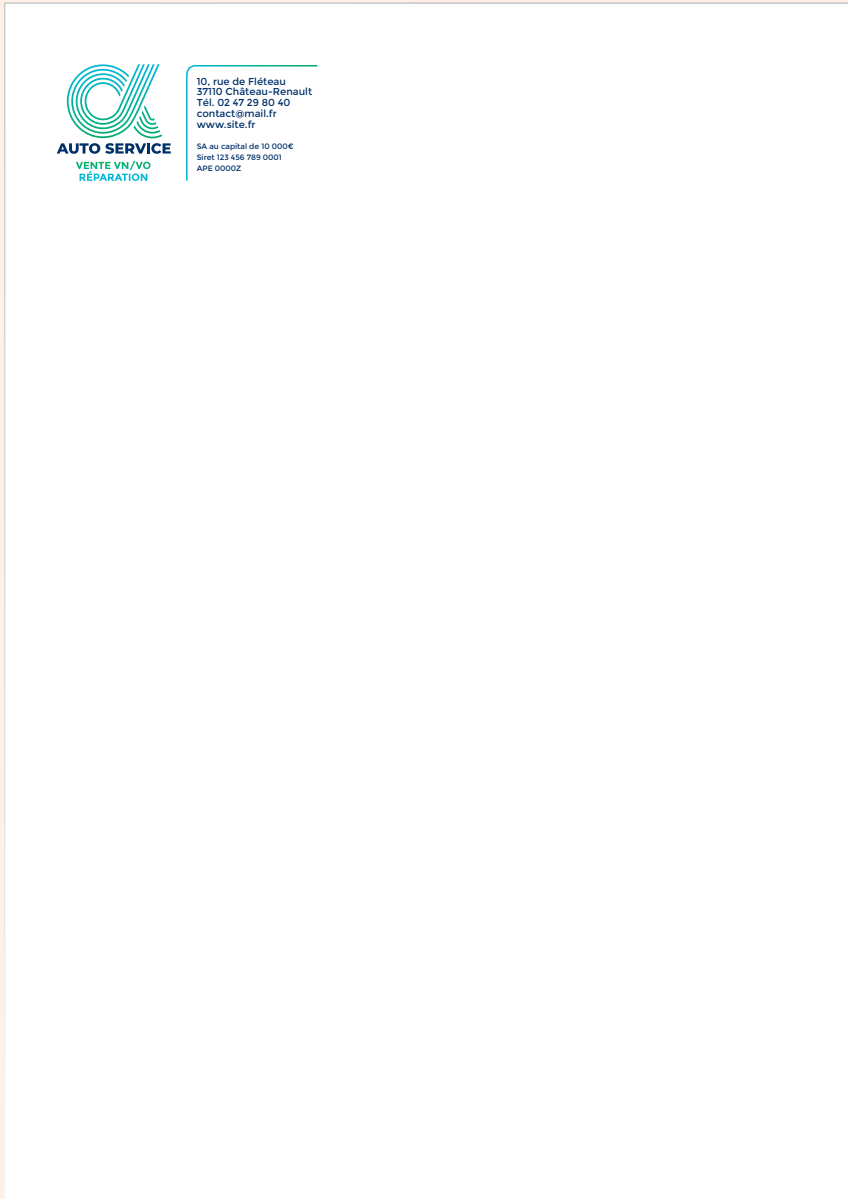 AUTO SERVICE
VENTE VN/VO
RÉPARATION
10, rue de Fléteau
37110 Château-Renault
Tél. 02 47 29 80 40
contact@mail.fr
www.site.fr
SA au capital de 10 000€
Siret 123 456 789 0001
APE 0000Z